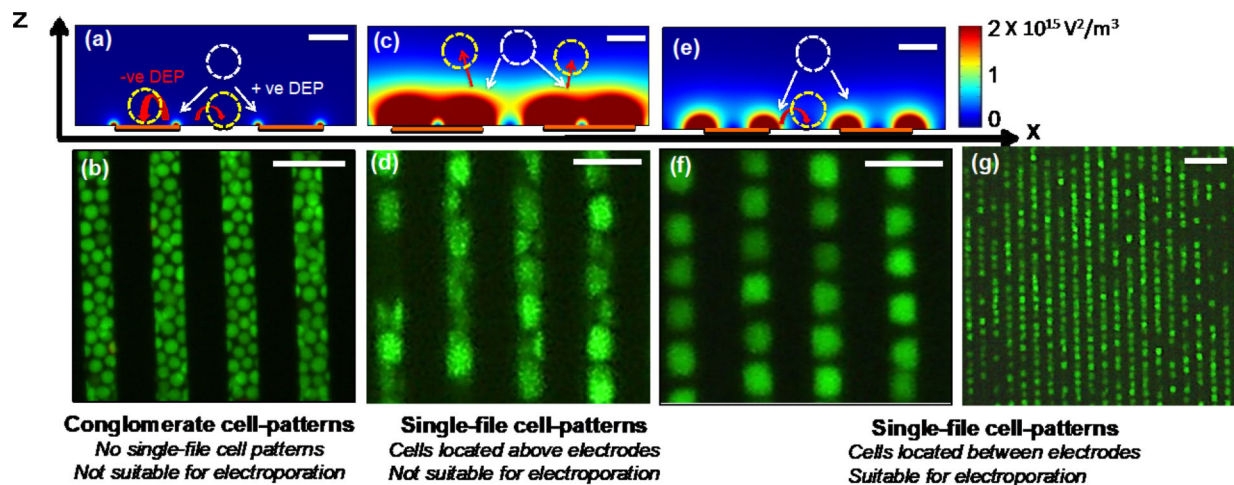 Z
(a)
(c)
(e)
2 X 10¹⁵ V²/m³
-ve DEP
+ ve DEP
1
0
X
(b)
(d)
(f)
(g)
Conglomerate cell-patterns
No single-file cell patterns
Not suitable for electroporation
Single-file cell-patterns
Cells located above electrodes
Not suitable for electroporation
Single-file cell-patterns
Cells located between electrodes
Suitable for electroporation